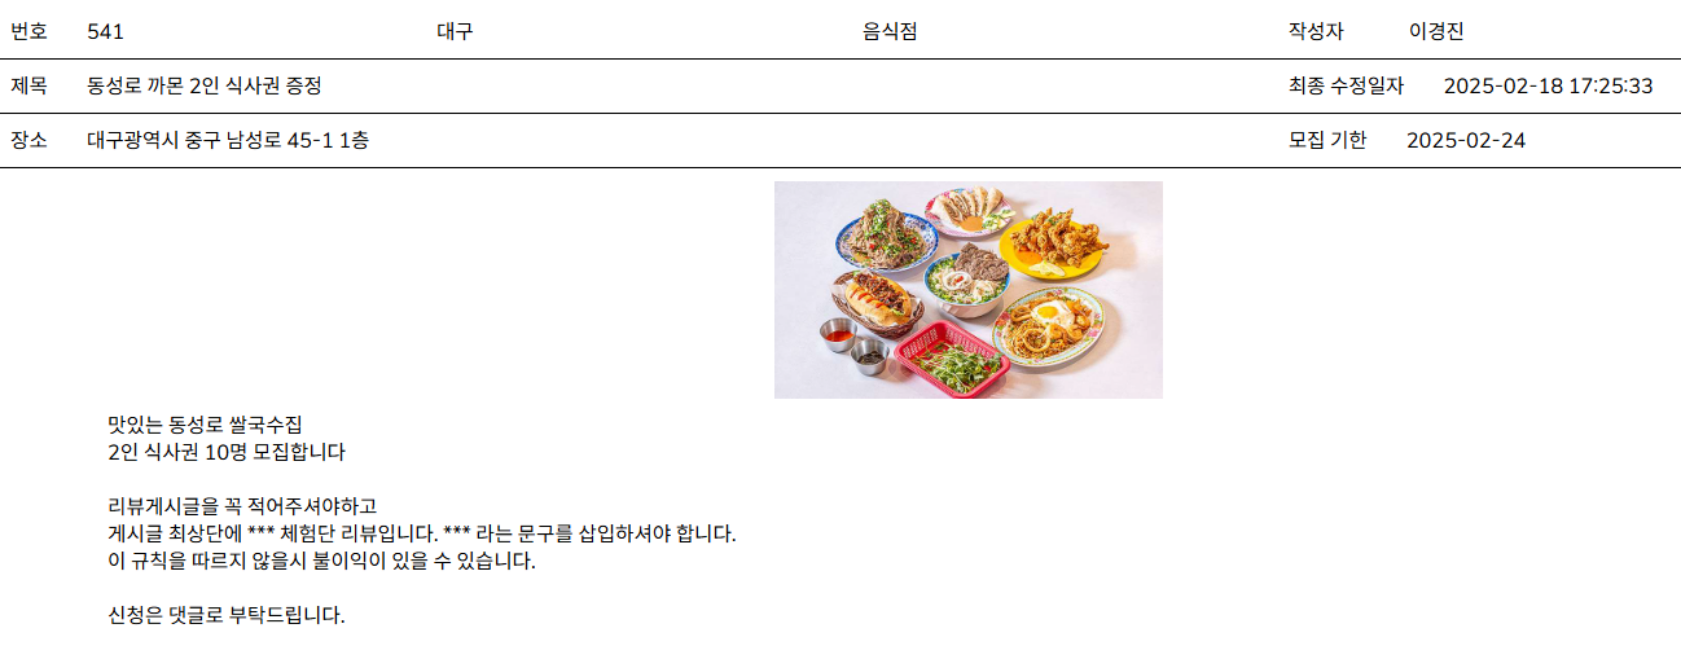 번호 541 대구 음식점 작성자 이경진
제목 동성로 까몬 2인 식사권 증정 최종 수정일자 2025-02-18 17:25:33
장소 대구광역시 중구 남성로 45-1 1층 모집 기한 2025-02-24
맛있는 동성로 쌀국수집
2인 식사권 10명 모집합니다
리뷰게시글을 꼭 적어주셔야하고
게시글 최상단에 *** 체험단 리뷰입니다. *** 라는 문구를 삽입하셔야 합니다.
이 규칙을 따르지 않을시 불이익이 있을 수 있습니다.
신청은 댓글로 부탁드립니다.